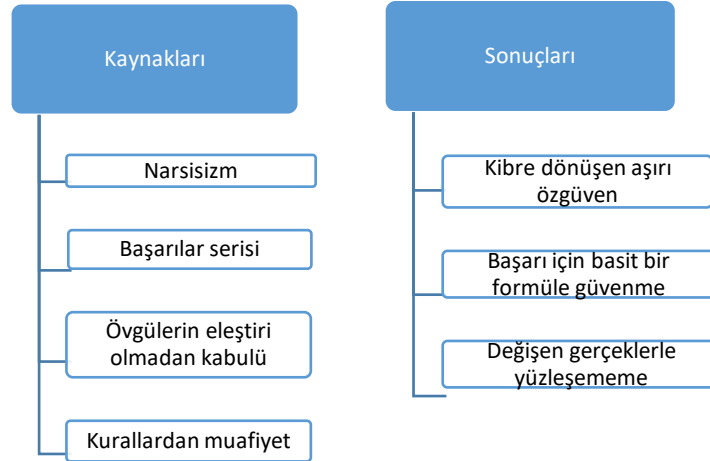 Kaynakları
Narsisizm
Başarılar serisi
Övgülerin eleştiri
olmadan kabulü
Kurallardan muafiyet
Sonuçları
Kibre dönüşen aşırı
özgüven
Başarı için basit bir
formüle güvenme
Değişen gerçeklerle
yüzleşememe